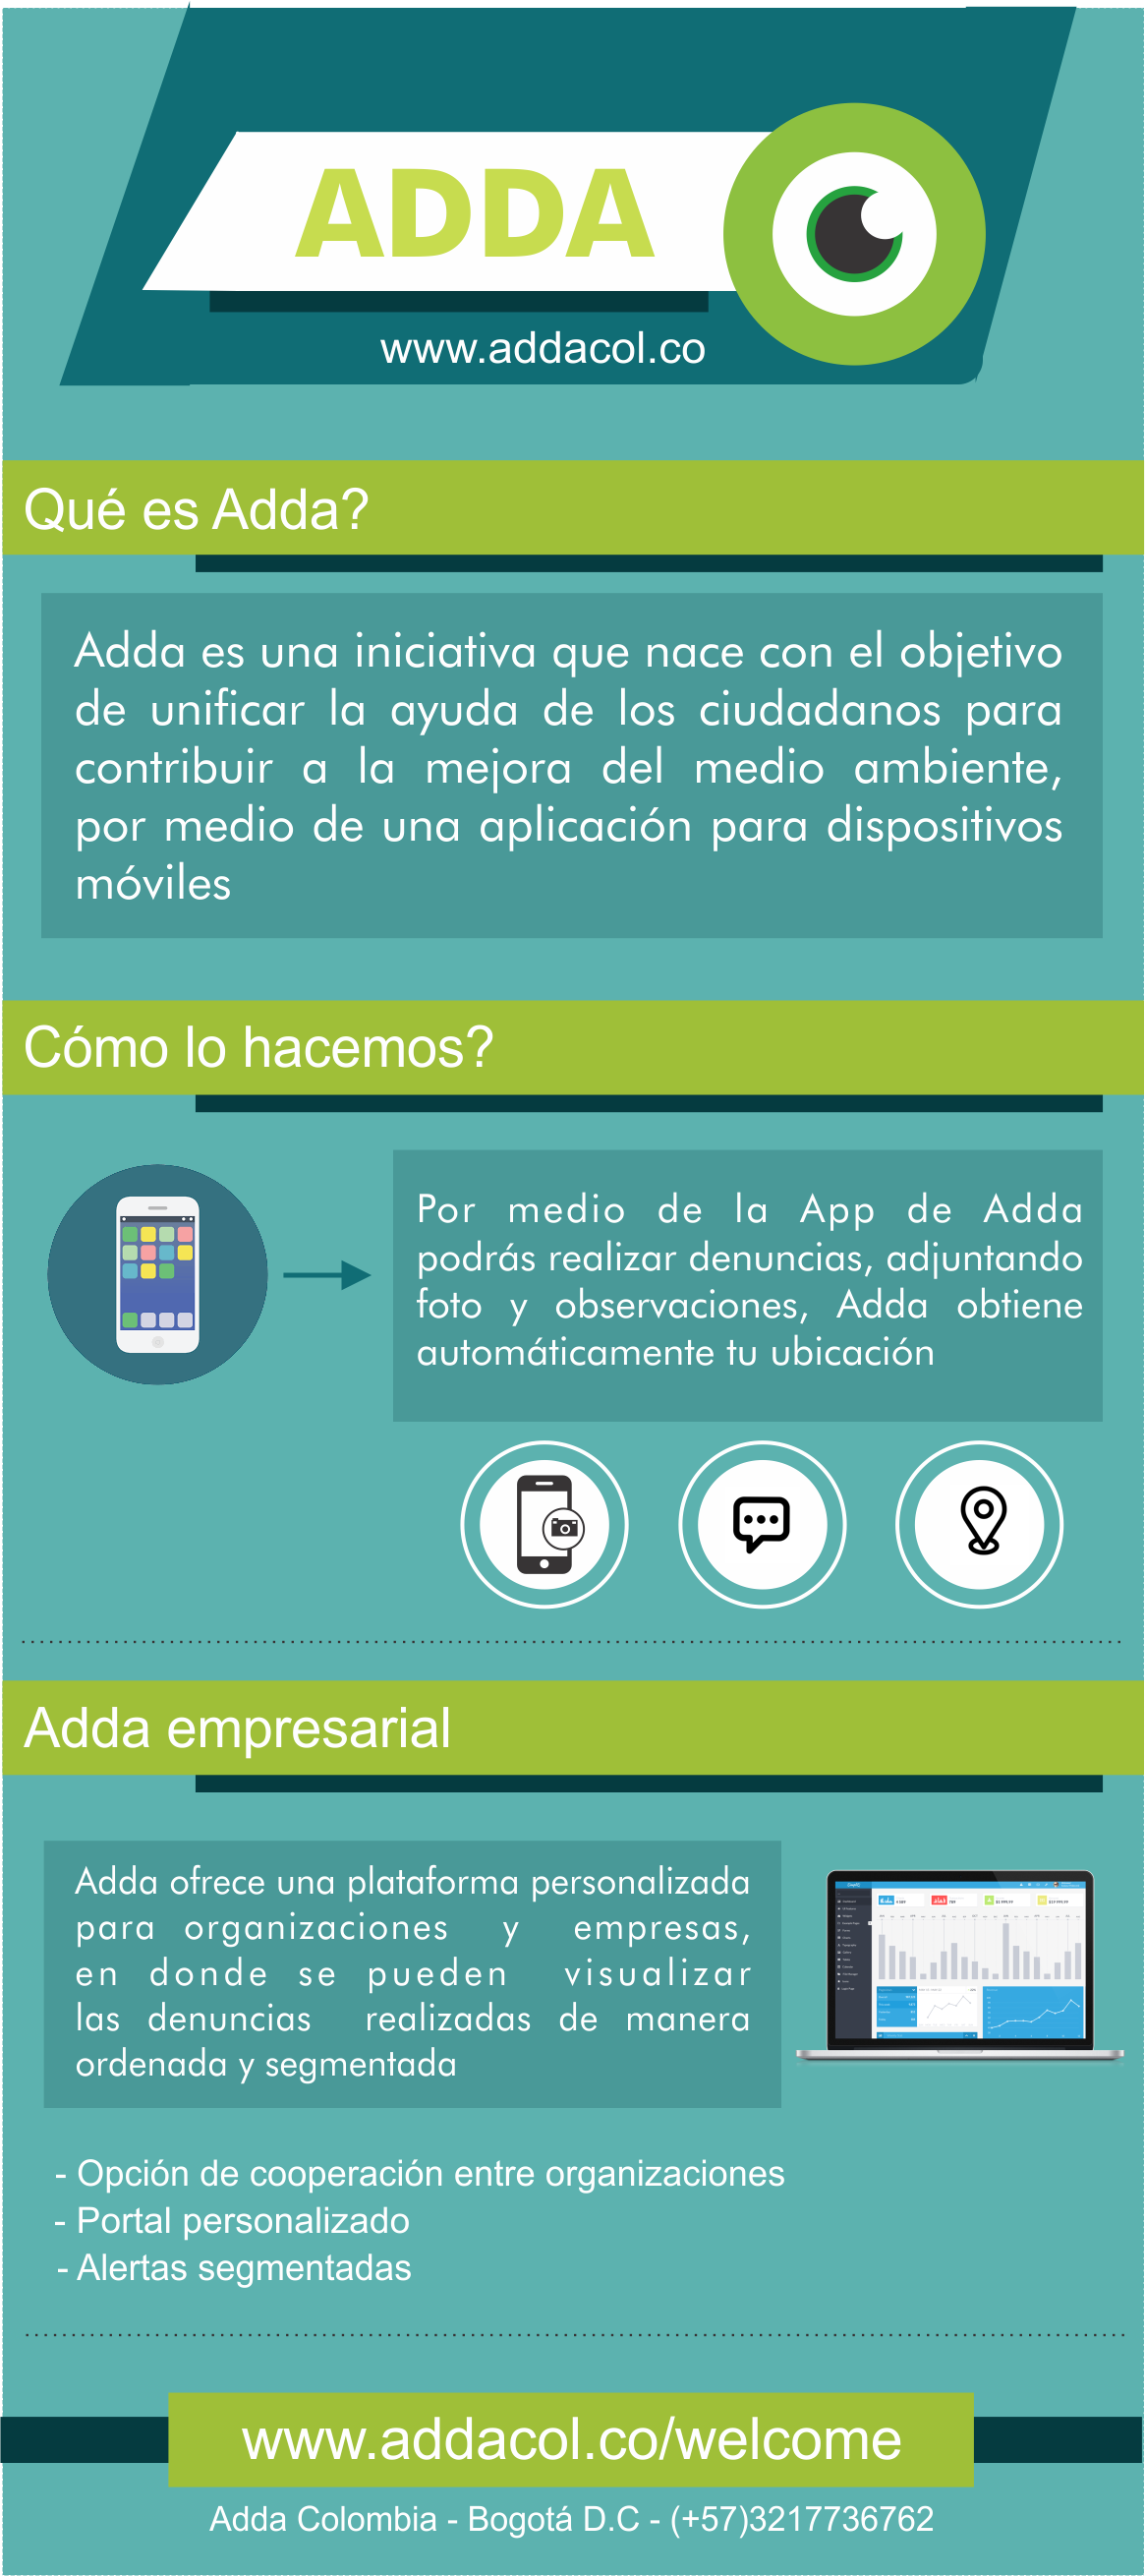 ADDA
www.addacol.co
Qué es Adda?
Adda es una iniciativa que nace con el objetivo
de unificar la ayuda de los ciudadanos para
contribuir a la mejora del medio ambiente,
por medio de una aplicación para dispositivos
móviles
Cómo lo hacemos?
Por medio de la App de Adda
podrás realizar denuncias, adjuntando
foto y observaciones, Adda obtiene
automáticamente tu ubicación
Adda empresarial
Adda ofrece una plataforma personalizada
para organizaciones y empresas,
en donde se pueden visualizar
las denuncias realizadas de manera
ordenada y segmentada
- Opción de cooperación entre organizaciones
- Portal personalizado
- Alertas segmentadas
www.addacol.co/welcome
Adda Colombia - Bogotá D.C - (+57)3217736762